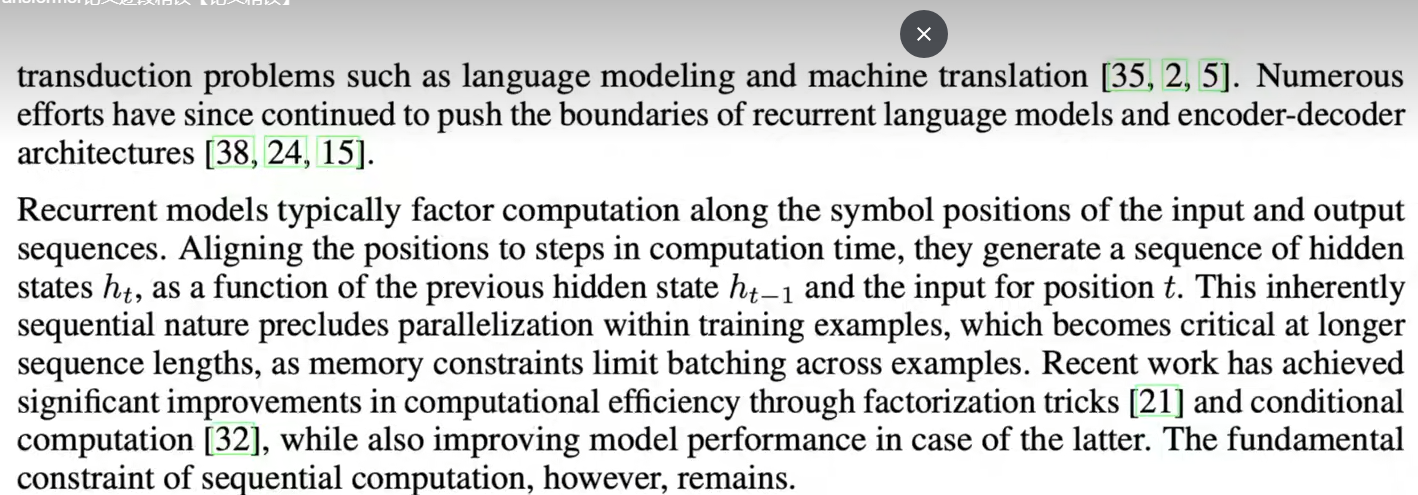 transduction problems such as language modeling and machine translation [35, 2, 5]. Numerous
efforts have since continued to push the boundaries of recurrent language models and encoder-decoder
architectures [38, 24, 15].
Recurrent models typically factor computation along the symbol positions of the input and output
sequences. Aligning the positions to steps in computation time, they generate a sequence of hidden
states hₜ, as a function of the previous hidden state hₜ₋₁ and the input for position t. This inherently
sequential nature precludes parallelization within training examples, which becomes critical at longer
sequence lengths, as memory constraints limit batching across examples. Recent work has achieved
significant improvements in computational efficiency through factorization tricks [21] and conditional
computation [32], while also improving model performance in case of the latter. The fundamental
constraint of sequential computation, however, remains.